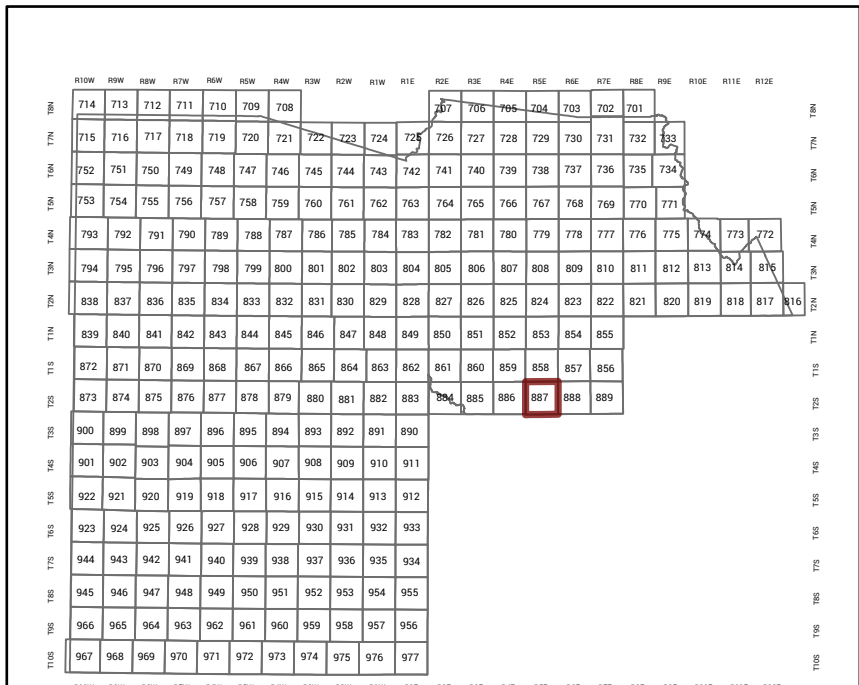 R10W R9W R8W R7W R6W R5W R4W R3W R2W R1W R1E R2E R3E R4E R5E R6E R7E R8E R9E R10E R11E R12E
T8N 714 713 712 711 710 709 708 707 706 705 704 703 702 701 T8N
T7N 715 716 717 718 719 720 721 722 723 724 725 726 727 728 729 730 731 732 733 T7N
T6N 752 751 750 749 748 747 746 745 744 743 742 741 740 739 738 737 736 735 734 T6N
T5N 753 754 755 756 757 758 759 760 761 762 763 764 765 766 767 768 769 770 771 T5N
T4N 793 792 791 790 789 788 787 786 785 784 783 782 781 780 779 778 777 776 775 774 773 772 T4N
T3N 794 795 796 797 798 799 800 801 802 803 804 805 806 807 808 809 810 811 812 813 814 815 T3N
T2N 838 837 836 835 834 833 832 831 830 829 828 827 826 825 824 823 822 821 820 819 818 817 816 T2N
T1N 839 840 841 842 843 844 845 846 847 848 849 850 851 852 853 854 855 T1N
T1S 872 871 870 869 868 867 866 865 864 863 862 861 860 859 858 857 856 T1S
T2S 873 874 875 876 877 878 879 880 881 882 883 884 885 886 887 888 889 T2S
T3S 900 899 898 897 896 895 894 893 892 891 890 T3S
T4S 901 902 903 904 905 906 907 908 909 910 911 T4S
T5S 922 921 920 919 918 917 916 915 914 913 912 T5S
T6S 923 924 925 926 927 928 929 930 931 932 933 T6S
T7S 944 943 942 941 940 939 938 937 936 935 934 T7S
T8S 945 946 947 948 949 950 951 952 953 954 955 T8S
T9S 966 965 964 963 962 961 960 959 958 957 956 T9S
T10S 967 968 969 970 971 972 973 974 975 976 977 T10S